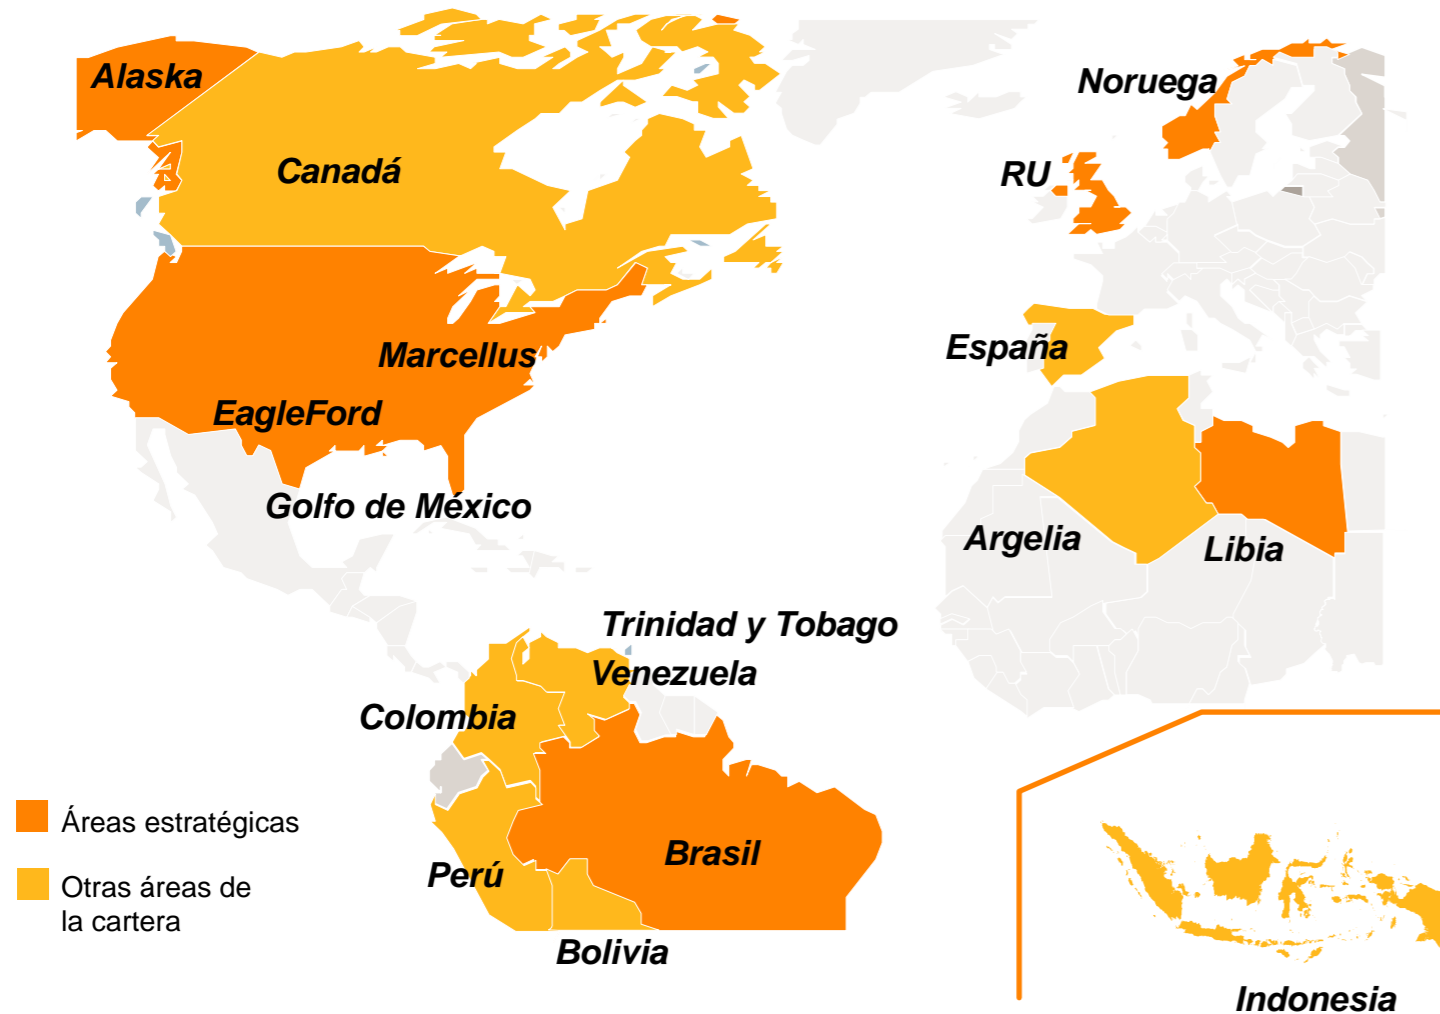 Alaska
Noruega
Canadá
RU
Marcellus
España
EagleFord
Golfo de México
Argelia
Libia
Trinidad y Tobago
Venezuela
Colombia
Áreas estratégicas
Brasil
Perú
Otras áreas de
la cartera
Bolivia
Indonesia